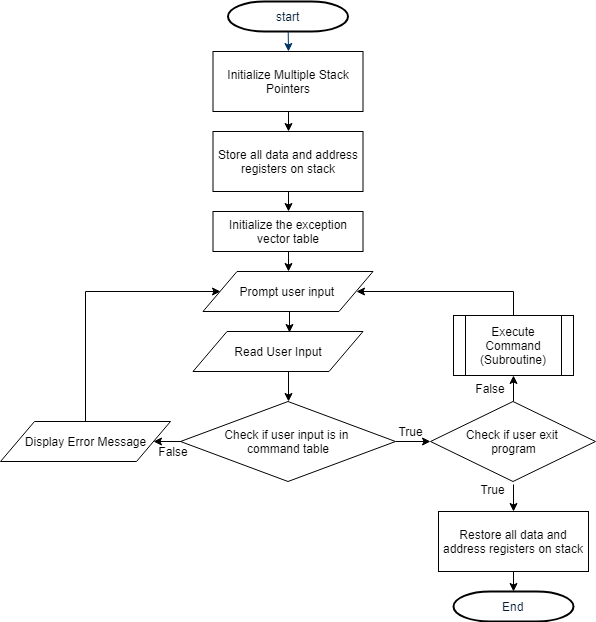 start
Initialize Multiple Stack
Pointers
Store all data and address
registers on stack
Initialize the exception
vector table
Prompt user input
Read User Input
Execute
Command
(Subroutine)
False
Check if user input is in
command table
True
Check if user exit
program
Display Error Message
False
True
Restore all data and
address registers on stack
End